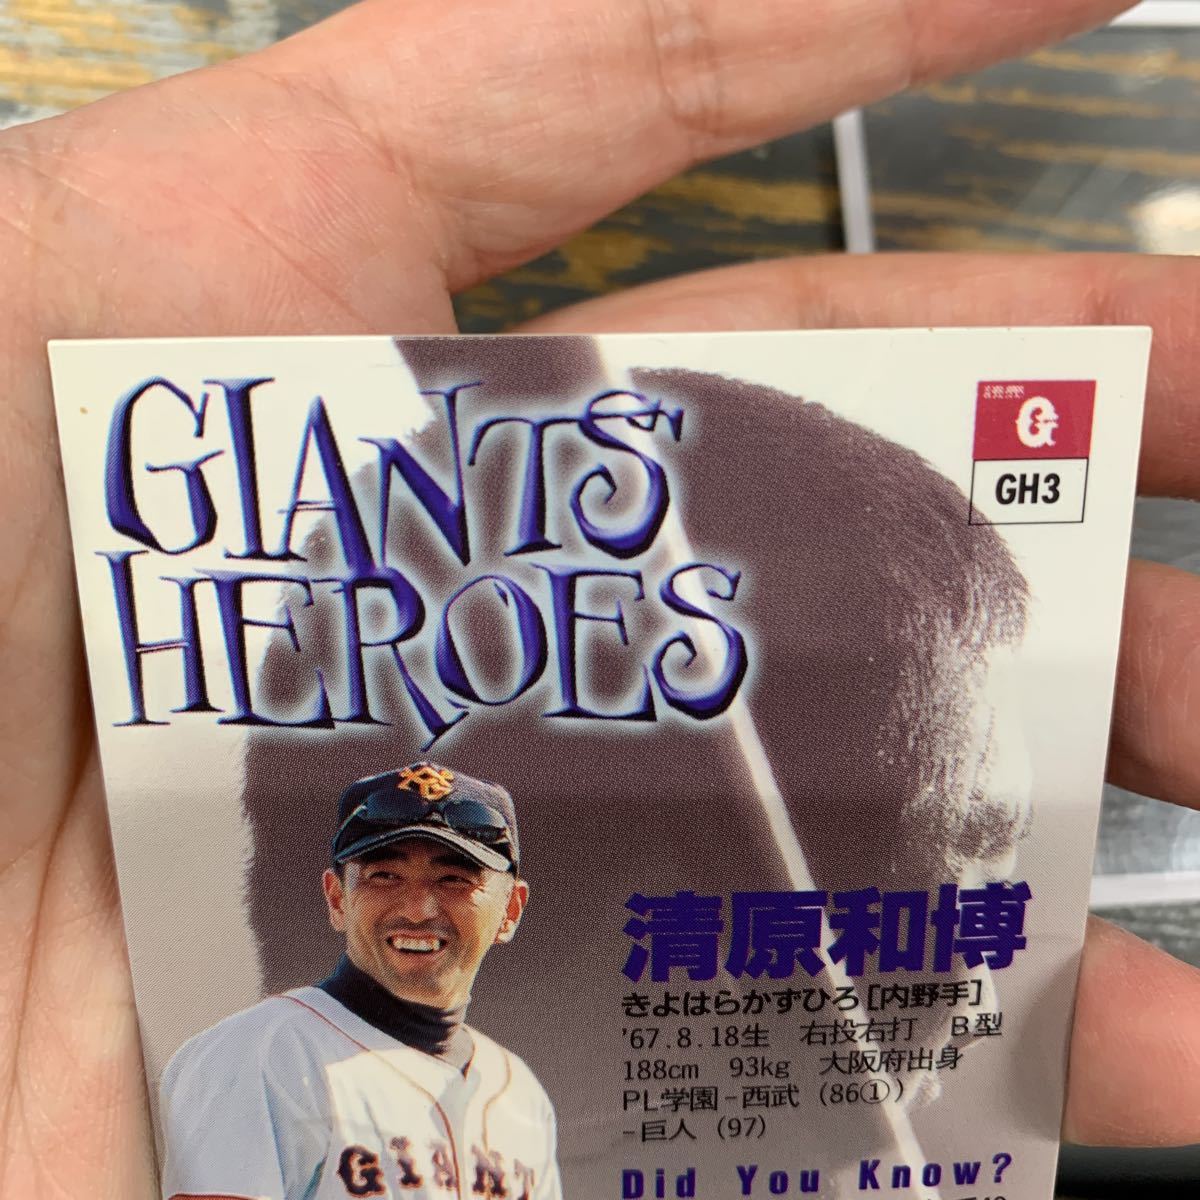 GIANTS
HEROES
G
GH3
清原和博
きよはらかずひろ[内野手]
'67.8.18生 右投右打 B型
188cm 93kg 大阪府出身
PL学園-西武 (86①)
-巨人 (97)
Did You Know?
GIANT